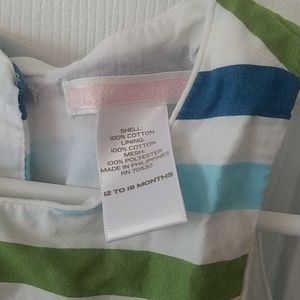 SHELL:
100% COTTON
LINING:
100% COTTON
MESH:
100% POLYESTER
MADE IN PHILIPPINES
RN 70530
12 TO 18 MONTHS